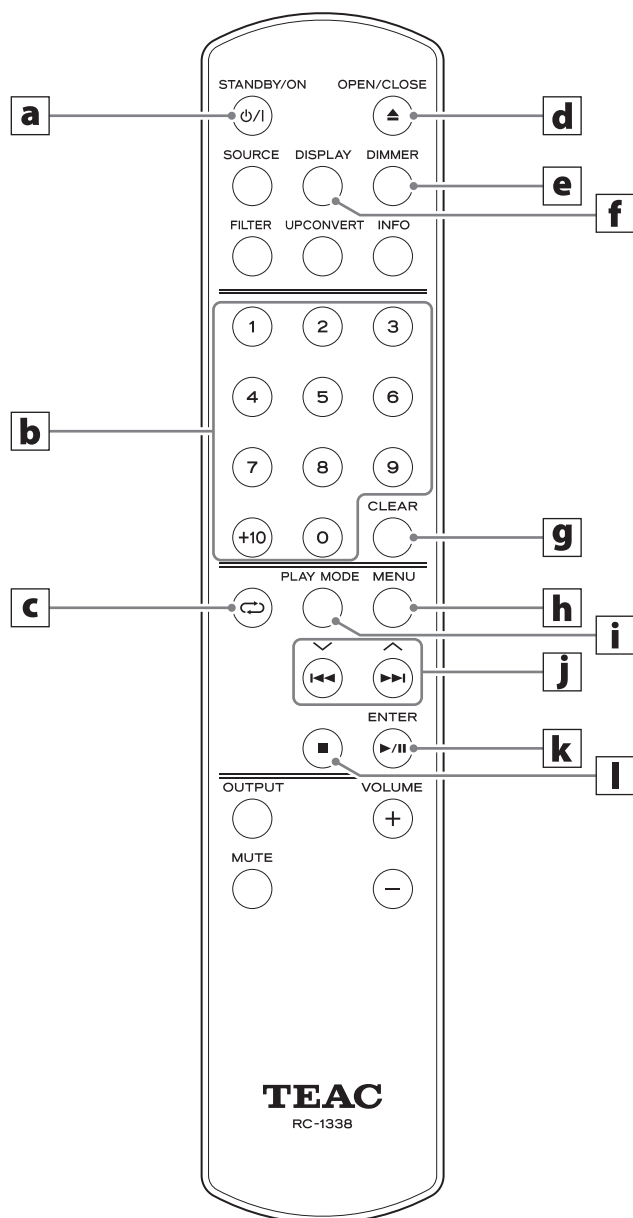 STANDBY/ON OPEN/CLOSE
a ⏻/I d
SOURCE DISPLAY DIMMER
e
f
FILTER UPCONVERT INFO
1 2 3
4 5 6
b
7 8 9
CLEAR
+10 0 g
PLAY MODE MENU
c h
i
j
ENTER
k
l
OUTPUT VOLUME
+
MUTE
−
TEAC
RC-1338